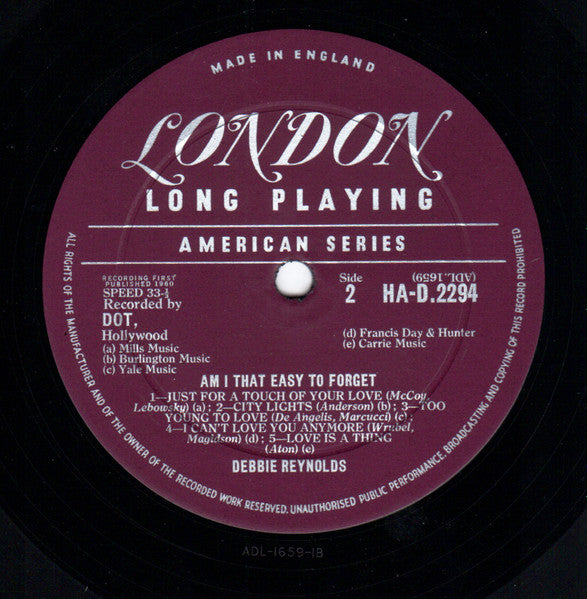 MADE IN ENGLAND
LONDON
LONG PLAYING
AMERICAN SERIES
RECORDING FIRST
PUBLISHED 1960
SPEED 33⅓
Recorded by
DOT,
Hollywood
(a) Mills Music
(b) Burlington Music
(c) Yale Music
Side
2
(ADL.1659)
HA-D.2294
(d) Francis Day & Hunter
(e) Carrie Music
AM I THAT EASY TO FORGET
1—JUST FOR A TOUCH OF YOUR LOVE (McCoy,
Lebowsky) (a) ; 2—CITY LIGHTS (Anderson) (b) ; 3—TOO
YOUNG TO LOVE (De Angelis, Marcucci) (c) ;
4—I CAN'T LOVE YOU ANYMORE (Wrubel,
Magidson) (d) ; 5—LOVE IS A THING
(Aton) (e)
DEBBIE REYNOLDS
ALL RIGHTS OF THE MANUFACTURER AND OF THE OWNER OF THE RECORDED WORK RESERVED. UNAUTHORISED PUBLIC PERFORMANCE, BROADCASTING AND COPYING OF THIS RECORD PROHIBITED
ADL-1659-1B